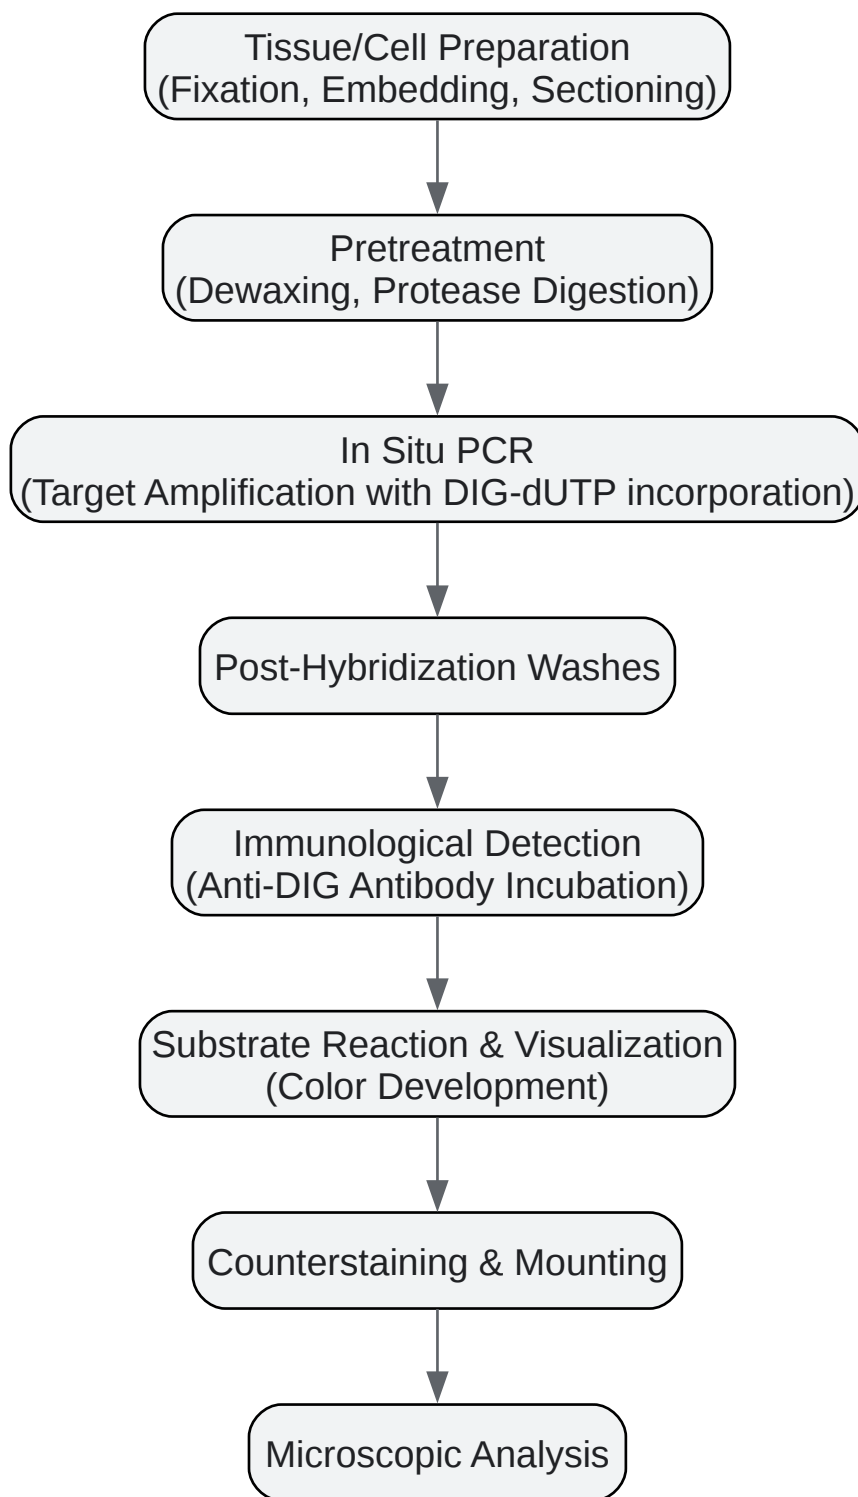 Tissue/Cell Preparation
(Fixation, Embedding, Sectioning)
Pretreatment
(Dewaxing, Protease Digestion)
In Situ PCR
(Target Amplification with DIG-dUTP incorporation)
Post-Hybridization Washes
Immunological Detection
(Anti-DIG Antibody Incubation)
Substrate Reaction & Visualization
(Color Development)
Counterstaining & Mounting
Microscopic Analysis